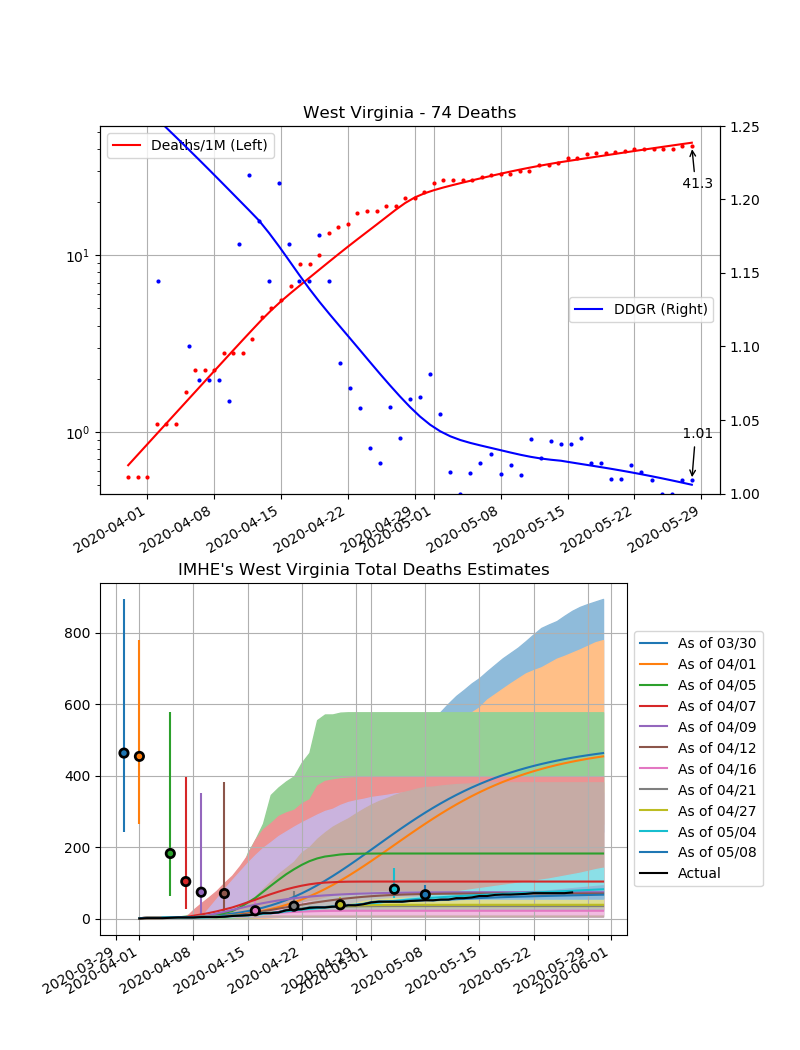 West Virginia - 74 Deaths
Deaths/1M (Left)
DDGR (Right)
10^1
10^0
1.25
1.20
1.15
1.10
1.05
1.00
41.3
1.01
2020-04-01
2020-04-08
2020-04-15
2020-04-22
2020-04-29
2020-05-01
2020-05-08
2020-05-15
2020-05-22
2020-05-29
IMHE's West Virginia Total Deaths Estimates
800
600
400
200
0
2020-03-29
2020-04-01
2020-04-08
2020-04-15
2020-04-22
2020-04-29
2020-05-01
2020-05-08
2020-05-15
2020-05-22
2020-05-29
2020-06-01
As of 03/30
As of 04/01
As of 04/05
As of 04/07
As of 04/09
As of 04/12
As of 04/16
As of 04/21
As of 04/27
As of 05/04
As of 05/08
Actual